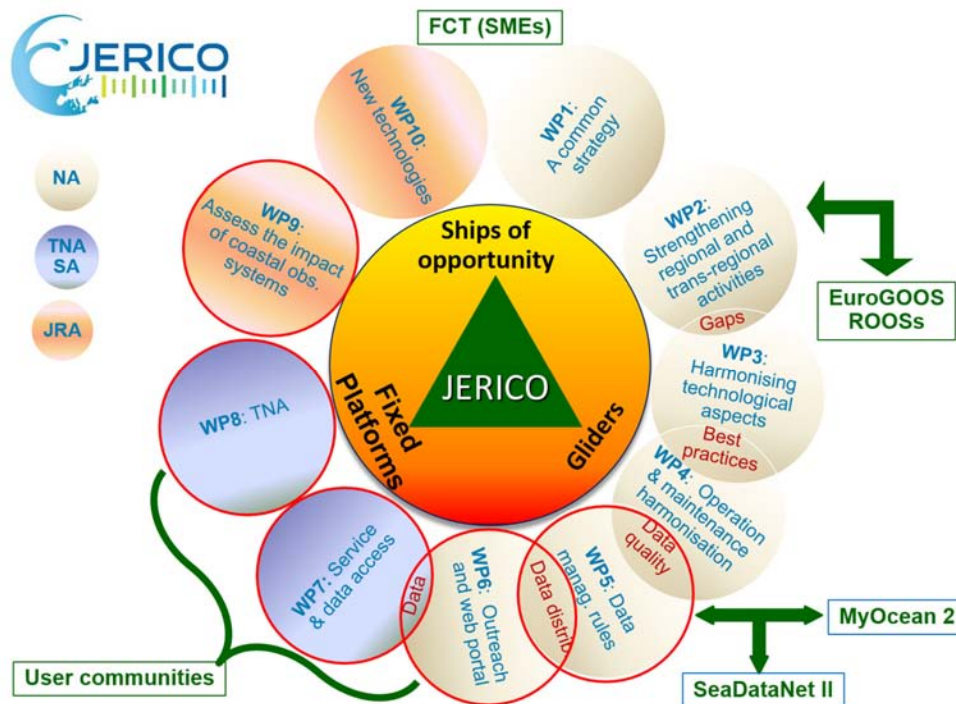 JERICO
FCT (SMEs)
NA
TNA
SA
JRA
WP1:
A common
strategy
WP2:
Strengthening
regional and
trans-regional
activities
Gaps
EuroGOOS
ROOSs
WP3:
Harmonising
technological
aspects
Best
practices
WP4: Operation
& maintenance
harmonisation
Data
quality
WP5: Data
manag. rules
Data distrib
MyOcean 2
SeaDataNet II
WP6: Outreach
and web portal
Data
WP7: Service
& data access
User communities
WP8: TNA
WP9:
Assess the impact
of coastal obs.
systems
WP10:
New technologies
Ships of
opportunity
JERICO
Fixed
Platforms
Gliders